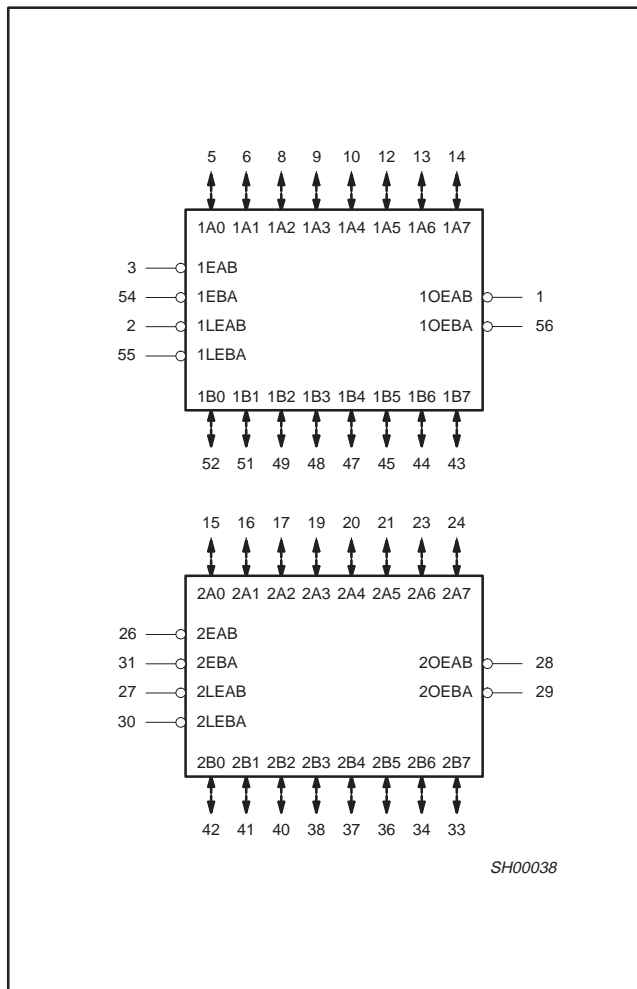 5 6 8 9 10 12 13 14
1A0 1A1 1A2 1A3 1A4 1A5 1A6 1A7
3 1EAB
54 1EBA 1OEAB 1
2 1LEAB 1OEBA 56
55 1LEBA
1B0 1B1 1B2 1B3 1B4 1B5 1B6 1B7
52 51 49 48 47 45 44 43
15 16 17 19 20 21 23 24
2A0 2A1 2A2 2A3 2A4 2A5 2A6 2A7
26 2EAB
31 2EBA 2OEAB 28
27 2LEAB 2OEBA 29
30 2LEBA
2B0 2B1 2B2 2B3 2B4 2B5 2B6 2B7
42 41 40 38 37 36 34 33
SH00038